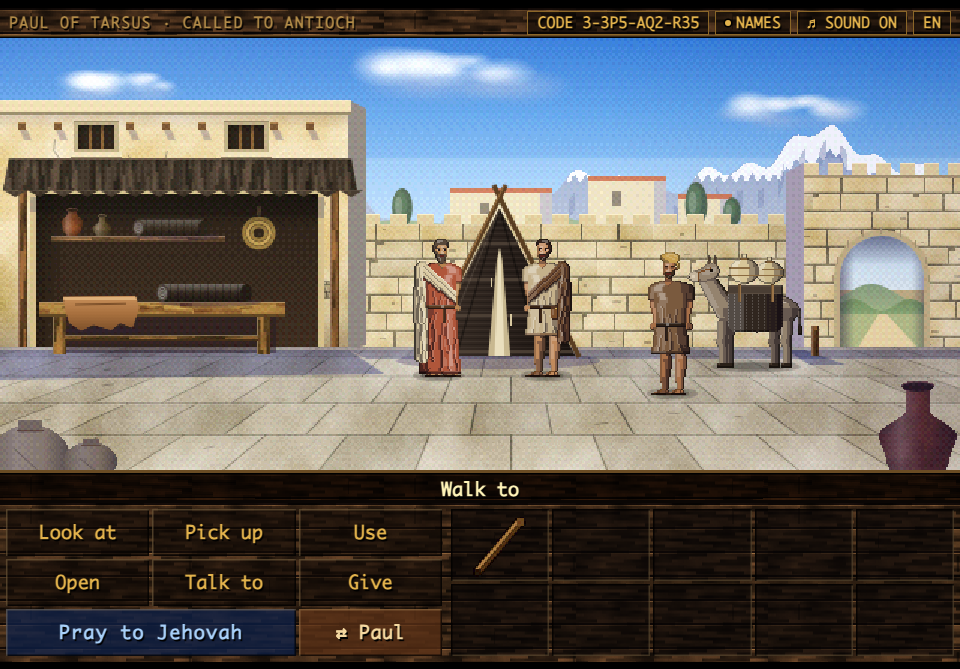 PAUL OF TARSUS · CALLED TO ANTIOCH
CODE 3-3P5-AQ2-R35
• NAMES
♬ SOUND ON
EN
Walk to
Look at
Pick up
Use
Open
Talk to
Give
Pray to Jehovah
⇄ Paul